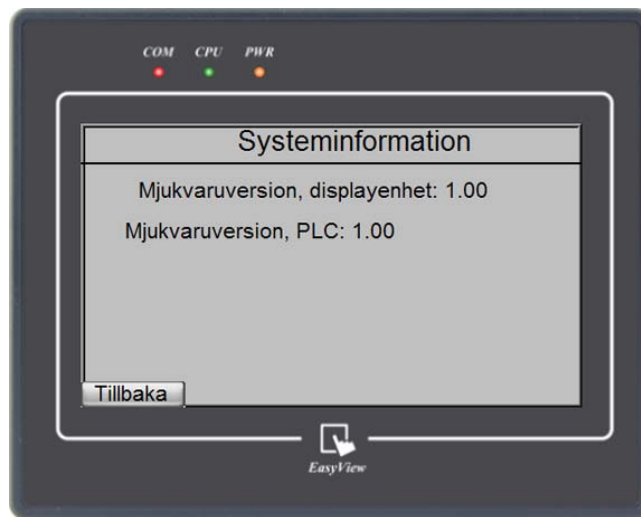 COM CPU PWR
Systeminformation
Mjukvaruversion, displayenhet: 1.00
Mjukvaruversion, PLC: 1.00
Tillbaka
EasyView